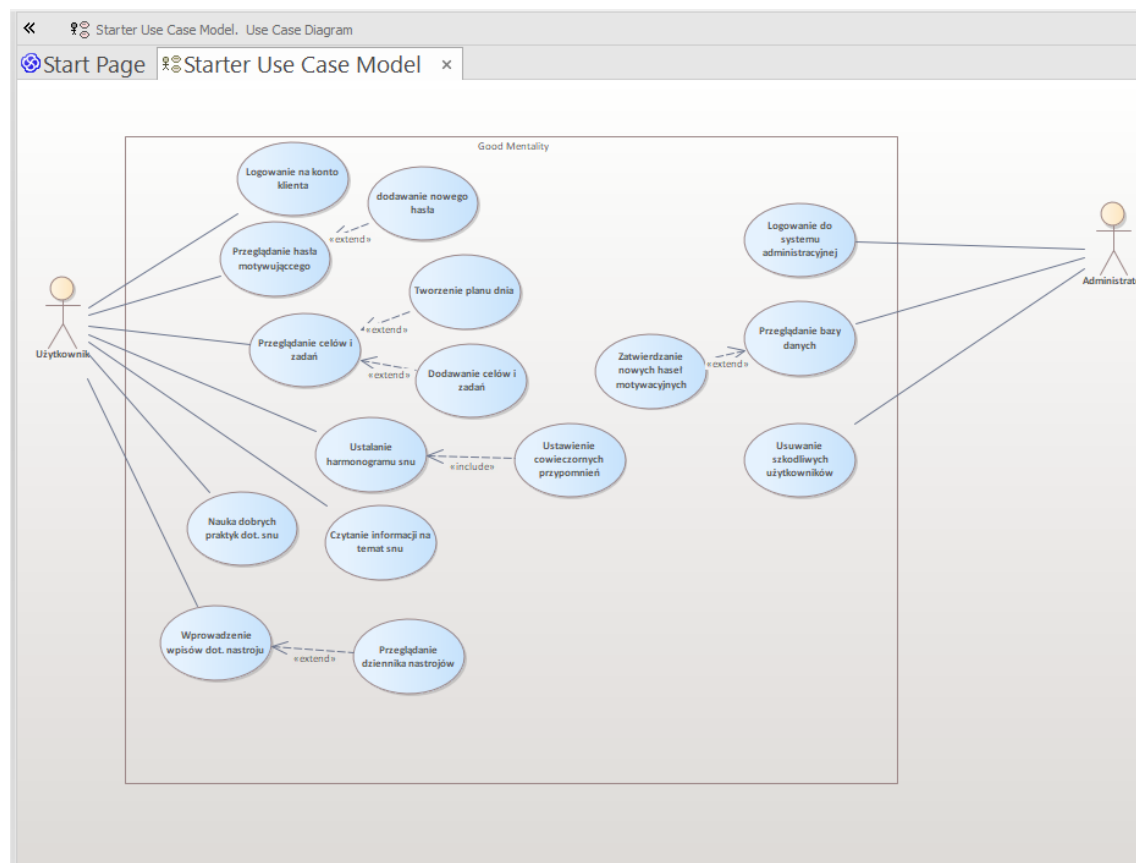 Starter Use Case Model. Use Case Diagram
Start Page
Starter Use Case Model ×
Good Mentality
Logowanie na konto
klienta
dodawanie nowego
hasła
«extend»
Przeglądanie hasła
motywująccego
Logowanie do
systemu
administracyjnej
Administrato
Użytkownik
Tworzenie planu dnia
«extend»
Przeglądanie celów i
zadań
«extend»
Dodawanie celów i
zadań
Przeglądanie bazy
danych
Zatwierdzanie
nowych haseł
motywacyjnych
«extend»
Ustalanie
harmonogramu snu
«include»
Ustawienie
cowieczornych
przypomnień
Usuwanie
szkodliwych
użytkowników
Nauka dobrych
praktyk dot. snu
Czytanie informacji na
temat snu
Wprowadzenie
wpisów dot. nastroju
«extend»
Przeglądanie
dziennika nastrojów